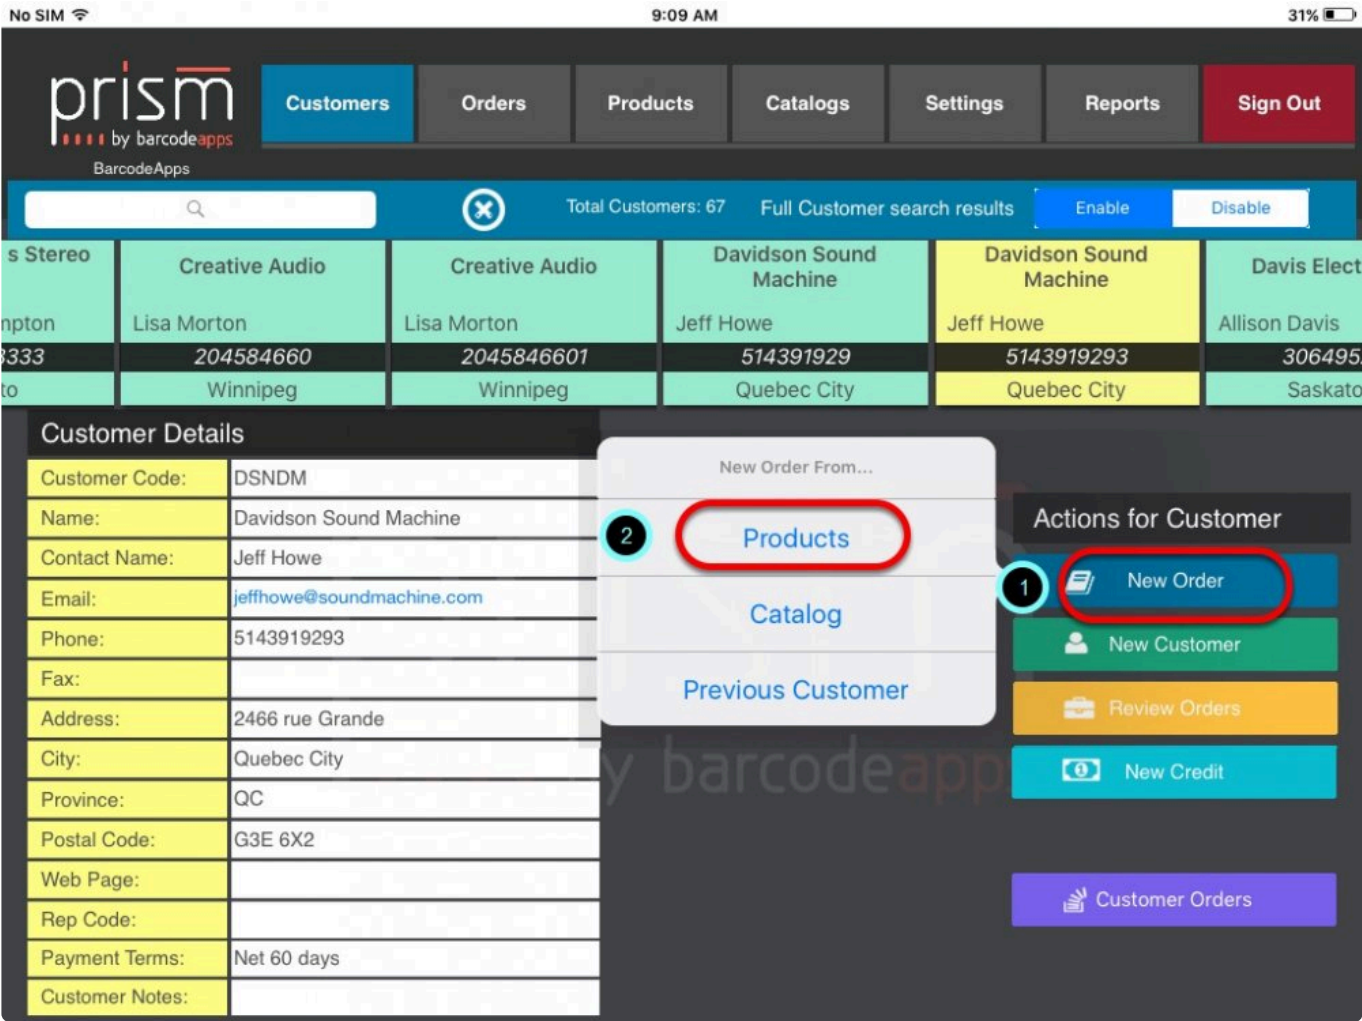 No SIM
9:09 AM
31%
prism
by barcodeapps
BarcodeApps
Customers
Orders
Products
Catalogs
Settings
Reports
Sign Out
Total Customers: 67
Full Customer search results
Enable
Disable
s Stereo
mpton
3333
to
Creative Audio
Lisa Morton
204584660
Winnipeg
Creative Audio
Lisa Morton
2045846601
Winnipeg
Davidson Sound
Machine
Jeff Howe
514391929
Quebec City
Davidson Sound
Machine
Jeff Howe
5143919293
Quebec City
Davis Elect
Allison Davis
306495
Saskato
Customer Details
Customer Code: DSNDM
Name: Davidson Sound Machine
Contact Name: Jeff Howe
Email: jeffhowe@soundmachine.com
Phone: 5143919293
Fax:
Address: 2466 rue Grande
City: Quebec City
Province: QC
Postal Code: G3E 6X2
Web Page:
Rep Code:
Payment Terms: Net 60 days
Customer Notes:
New Order From...
2
Products
Catalog
Previous Customer
y barcodeapp
Actions for Customer
1
New Order
New Customer
Review Orders
New Credit
Customer Orders